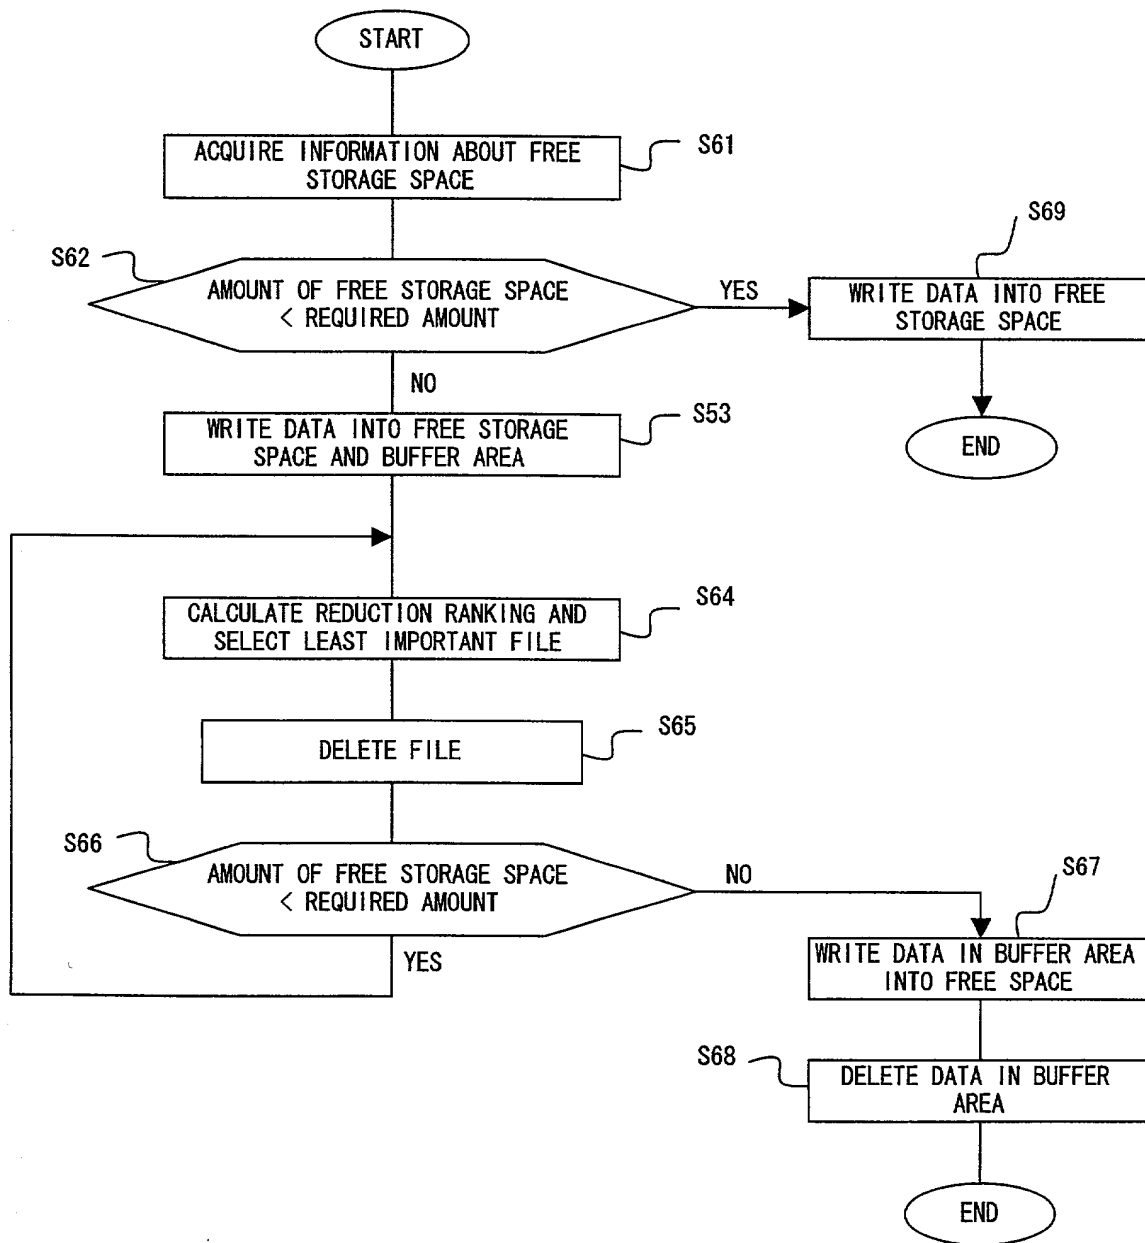 START
ACQUIRE INFORMATION ABOUT FREE
STORAGE SPACE
S61
S62
AMOUNT OF FREE STORAGE SPACE
< REQUIRED AMOUNT
YES
S69
WRITE DATA INTO FREE
STORAGE SPACE
NO
END
WRITE DATA INTO FREE STORAGE
SPACE AND BUFFER AREA
S53
CALCULATE REDUCTION RANKING AND
SELECT LEAST IMPORTANT FILE
S64
DELETE FILE
S65
S66
AMOUNT OF FREE STORAGE SPACE
< REQUIRED AMOUNT
NO
YES
S67
WRITE DATA IN BUFFER AREA
INTO FREE SPACE
S68
DELETE DATA IN BUFFER
AREA
END